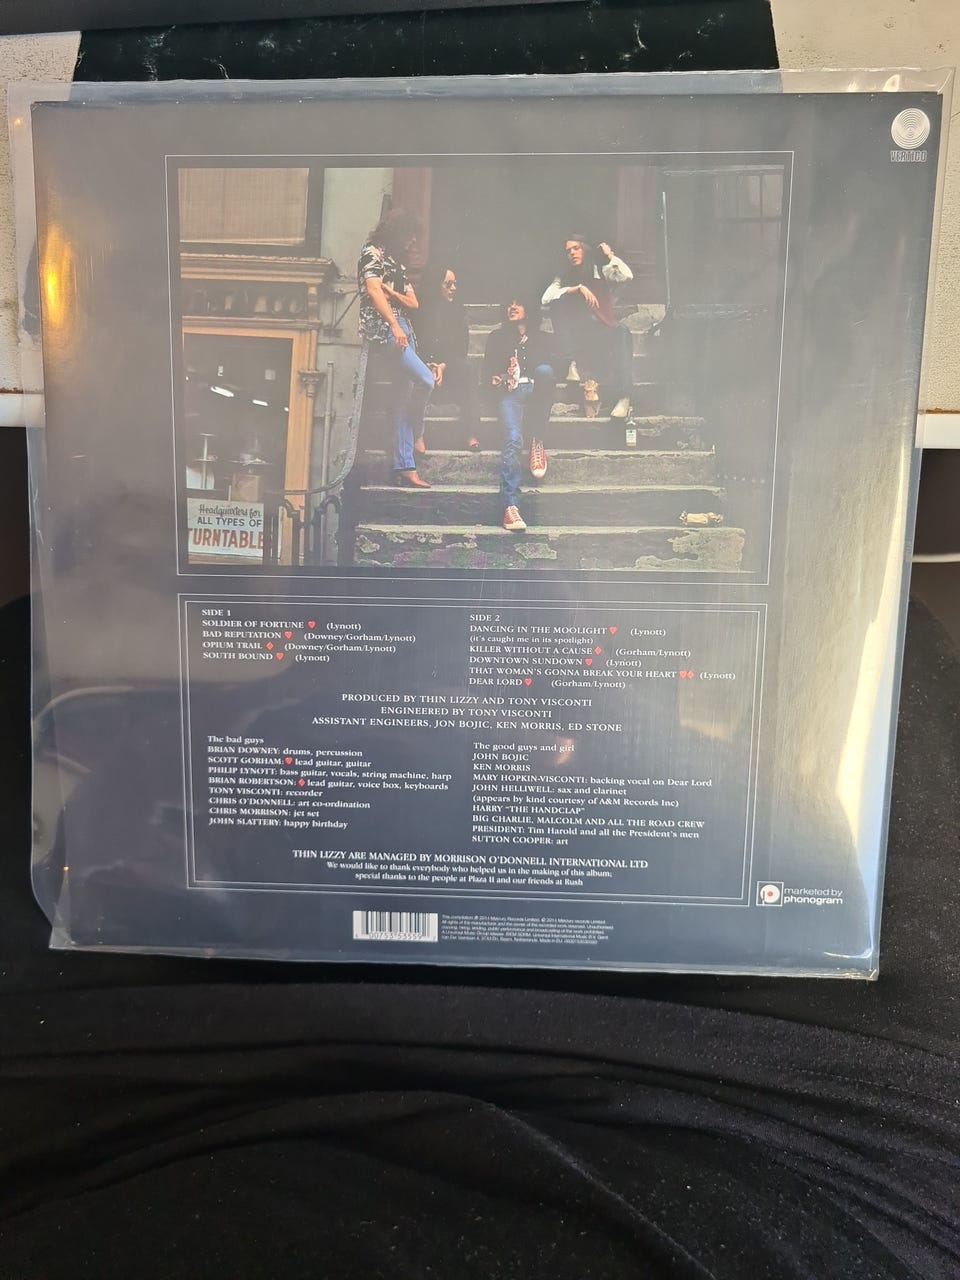 VERTIGO
Headquarters for
ALL TYPES OF
TURNTABLE
SIDE 1
SOLDIER OF FORTUNE (Lynott)
BAD REPUTATION (Downey/Gorham/Lynott)
OPIUM TRAIL (Downey/Gorham/Lynott)
SOUTH BOUND (Lynott)
SIDE 2
DANCING IN THE MOOLIGHT (Lynott)
(it's caught me in its spotlight)
KILLER WITHOUT A CAUSE (Gorham/Lynott)
DOWNTOWN SUNDOWN (Lynott)
THAT WOMAN'S GONNA BREAK YOUR HEART (Lynott)
DEAR LORD (Gorham/Lynott)
PRODUCED BY THIN LIZZY AND TONY VISCONTI
ENGINEERED BY TONY VISCONTI
ASSISTANT ENGINEERS, JON BOJIC, KEN MORRIS, ED STONE
The bad guys
BRIAN DOWNEY: drums, percussion
SCOTT GORHAM: lead guitar, guitar
PHILIP LYNOTT: bass guitar, vocals, string machine, harp
BRIAN ROBERTSON: lead guitar, voice box, keyboards
TONY VISCONTI: recorder
CHRIS O'DONNELL: art co-ordination
CHRIS MORRISON: jet set
JOHN SLATTERY: happy birthday
The good guys and girl
JOHN BOJIC
KEN MORRIS
MARY HOPKIN-VISCONTI: backing vocal on Dear Lord
JOHN HELLIWELL: sax and clarinet
(appears by kind courtesy of A&M Records Inc)
HARRY "THE HANDCLAP"
BIG CHARLIE, MALCOLM AND ALL THE ROAD CREW
PRESIDENT: Tim Harold and all the President's men
SUTTON COOPER: art
THIN LIZZY ARE MANAGED BY MORRISON O'DONNELL INTERNATIONAL LTD
We would like to thank everybody who helped us in the making of this album;
special thanks to the people at Plaza II and our friends at Rush
marketed by
phonogram